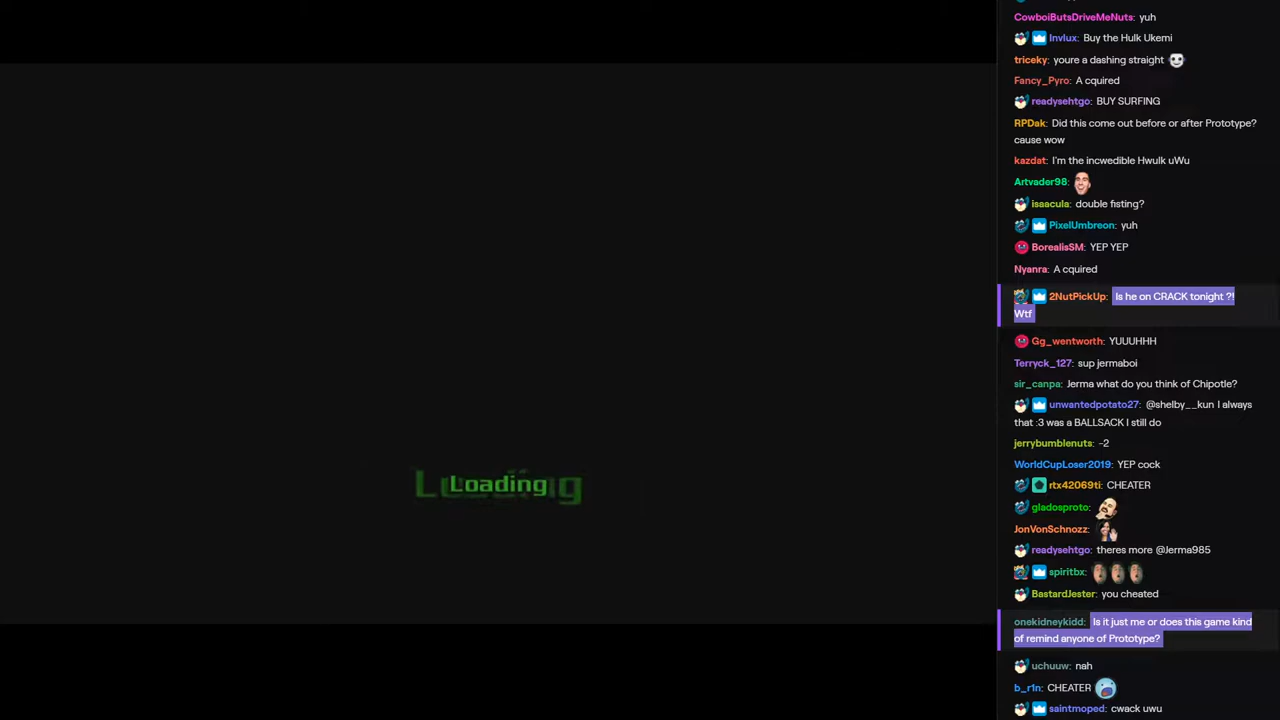 CowboiButsDriveMeNuts: yuh
Invlux: Buy the Hulk Ukemi
triceky: youre a dashing straight
Fancy_Pyro: A cquired
readysehtgo: BUY SURFING
RPDak: Did this come out before or after Prototype?
cause wow
kazdat: I'm the incwedible Hwulk uWu
Artvader98:
isaacula: double fisting?
PixelUmbreon: yuh
BorealisSM: YEP YEP
Nyanra: A cquired
2NutPickUp: Is he on CRACK tonight ?!
Wtf
Gg_wentworth: YUUUHHH
Terryck_127: sup jermaboi
sir_canpa: Jerma what do you think of Chipotle?
unwantedpotato27: @shelby__kun I always
that :3 was a BALLSACK I still do
jerrybumblenuts: -2
WorldCupLoser2019: YEP cock
rtx42069ti: CHEATER
gladosproto:
JonVonSchnozz:
readysehtgo: theres more @Jerma985
spiritbx:
BastardJester: you cheated
onekidneykidd: Is it just me or does this game kind
of remind anyone of Prototype?
uchuuw: nah
b_r1n: CHEATER
saintmoped: cwack uwu
Loading